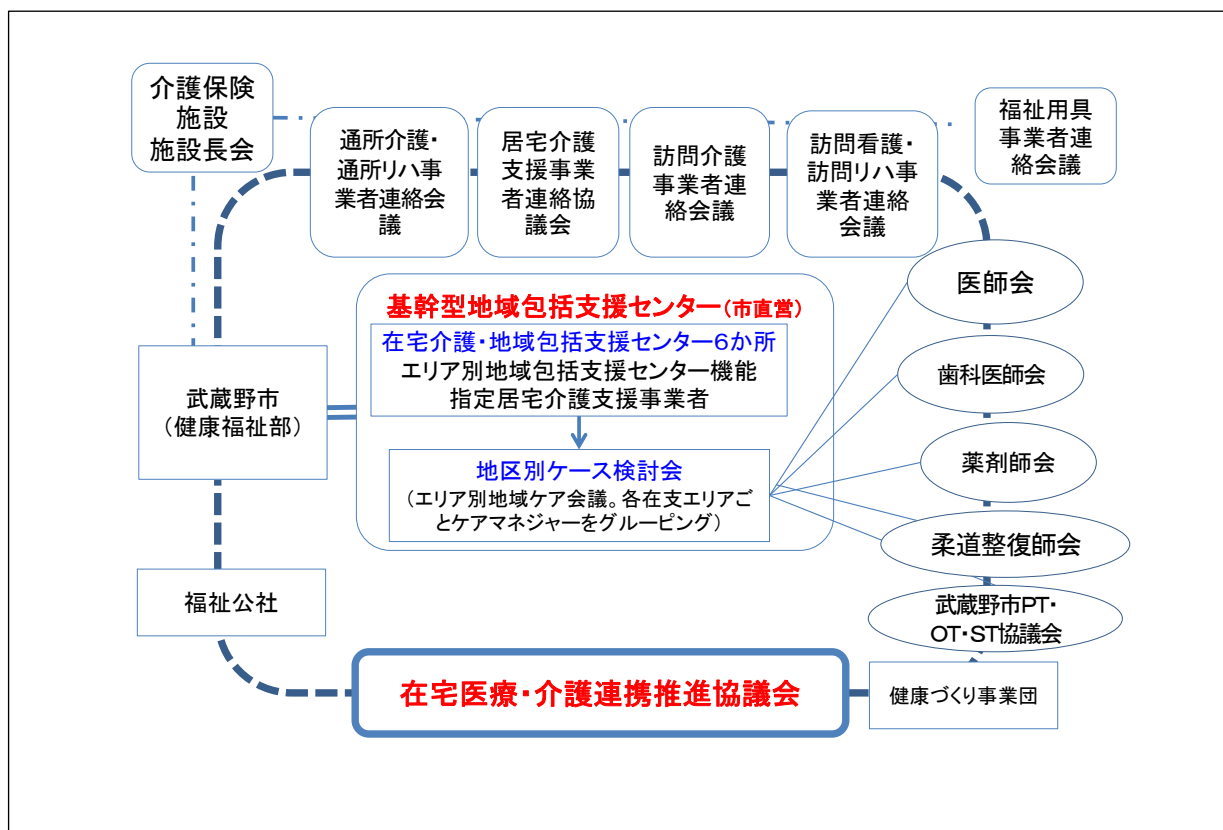 介護保険
施設
施設長会
通所介護・
通所リハ事
業者連絡会
議
居宅介護
支援事業
者連絡協
議会
訪問介護
事業者連
絡会議
訪問看護・
訪問リハ事
業者連絡
会議
福祉用具
事業者連
絡会議
基幹型地域包括支援センター(市直営)
在宅介護・地域包括支援センター6か所
エリア別地域包括支援センター機能
指定居宅介護支援事業者
地区別ケース検討会
(エリア別地域ケア会議。各在支エリアご
とケアマネジャーをグルーピング)
武蔵野市
(健康福祉部)
福祉公社
医師会
歯科医師会
薬剤師会
柔道整復師会
武蔵野市PT・
OT・ST協議会
健康づくり事業団
在宅医療・介護連携推進協議会